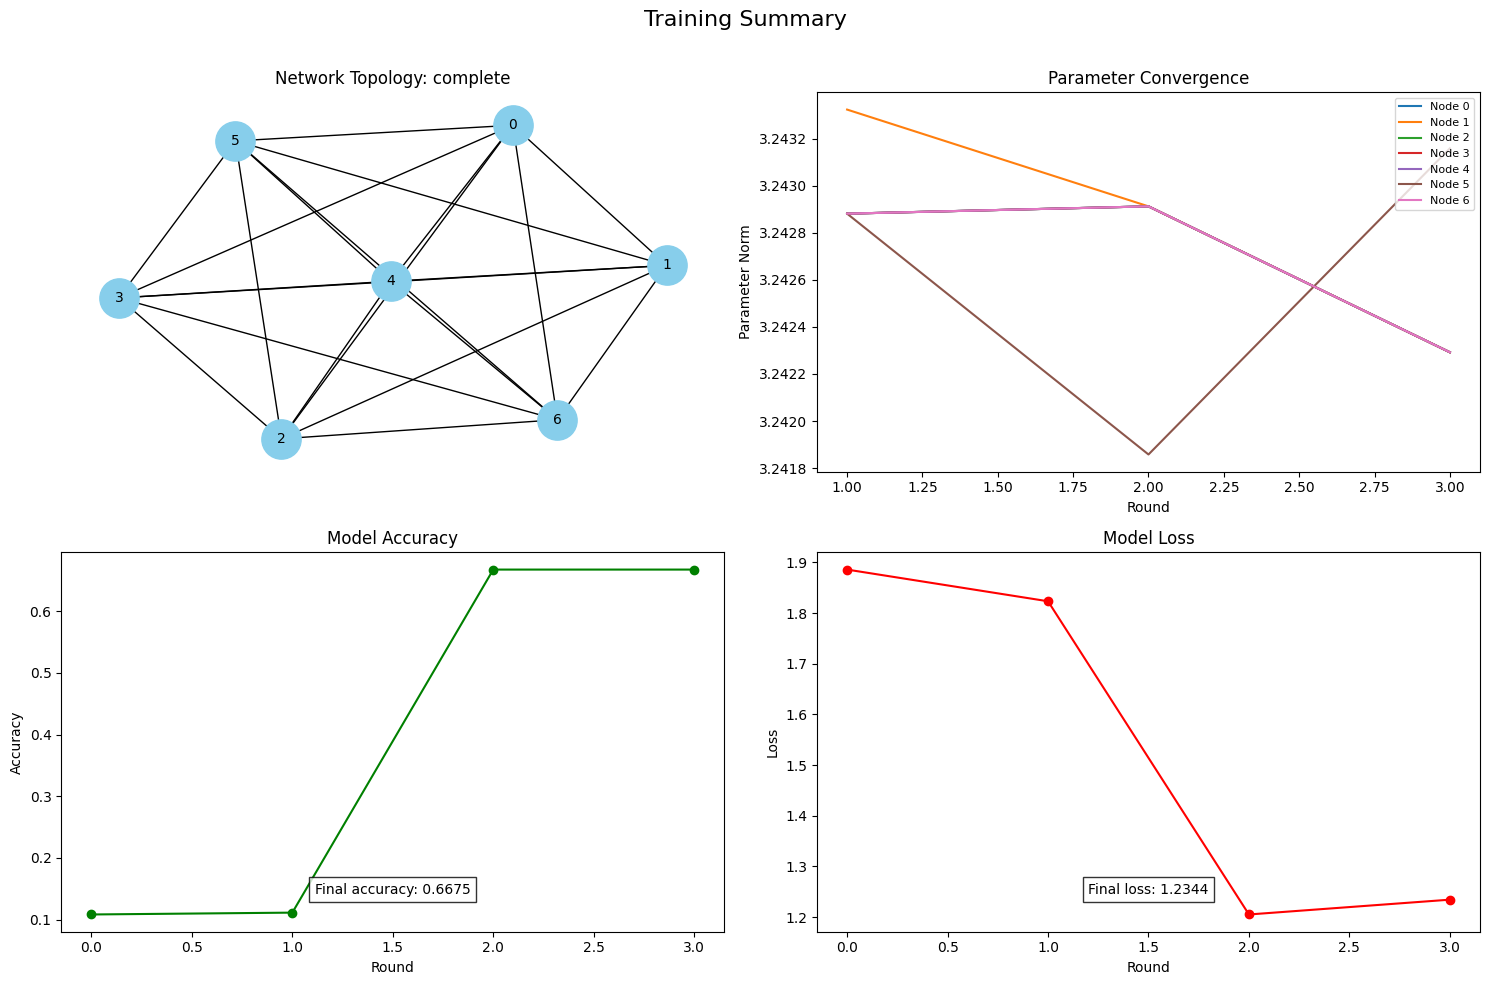 Training Summary
Network Topology: complete
5
0
1
4
3
6
2
Parameter Convergence
Node 0
Node 1
Node 2
Node 3
Node 4
Node 5
Node 6
Parameter Norm
3.2432
3.2430
3.2428
3.2426
3.2424
3.2422
3.2420
3.2418
1.00 1.25 1.50 1.75 2.00 2.25 2.50 2.75 3.00
Round
Model Accuracy
Accuracy
0.6
0.5
0.4
0.3
0.2
0.1
Final accuracy: 0.6675
0.0 0.5 1.0 1.5 2.0 2.5 3.0
Round
Model Loss
Loss
1.9
1.8
1.7
1.6
1.5
1.4
1.3
1.2
Final loss: 1.2344
0.0 0.5 1.0 1.5 2.0 2.5 3.0
Round